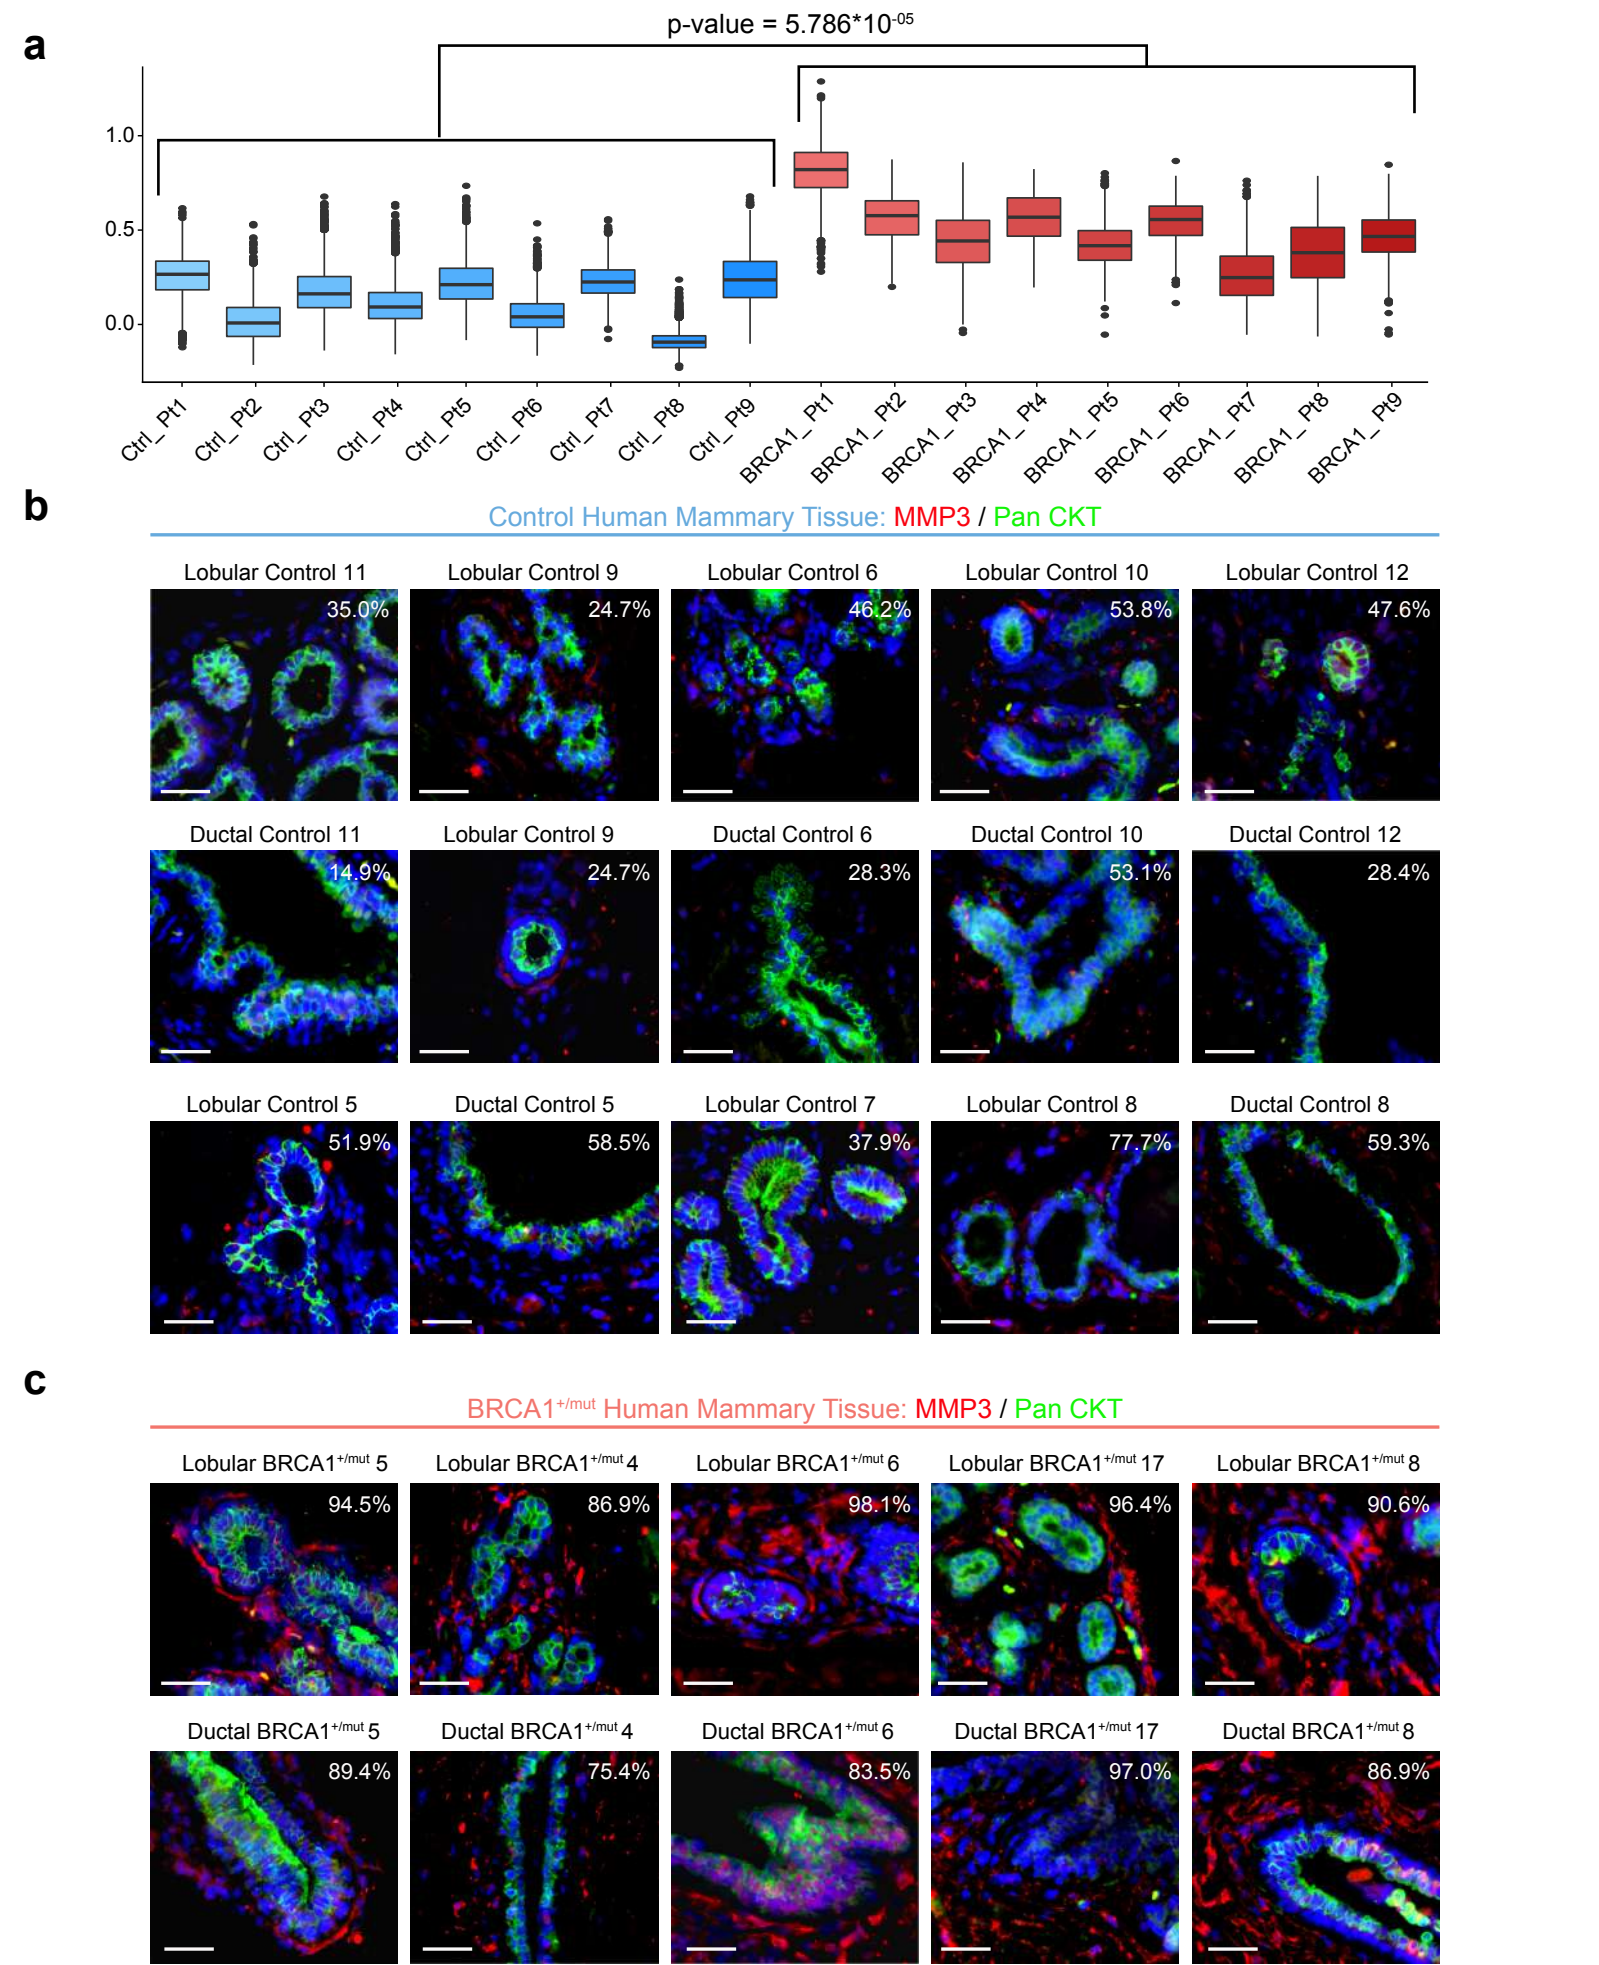 a
p-value = 5.786*10-05
1.0
0.5
0.0
Ctrl_Pt1 Ctrl_Pt2 Ctrl_Pt3 Ctrl_Pt4 Ctrl_Pt5 Ctrl_Pt6 Ctrl_Pt7 Ctrl_Pt8 Ctrl_Pt9 BRCA1_Pt1 BRCA1_Pt2 BRCA1_Pt3 BRCA1_Pt4 BRCA1_Pt5 BRCA1_Pt6 BRCA1_Pt7 BRCA1_Pt8 BRCA1_Pt9
b
Control Human Mammary Tissue: MMP3 / Pan CKT
Lobular Control 11 Lobular Control 9 Lobular Control 6 Lobular Control 10 Lobular Control 12
35.0% 24.7% 46.2% 53.8% 47.6%
Ductal Control 11 Lobular Control 9 Ductal Control 6 Ductal Control 10 Ductal Control 12
14.9% 24.7% 28.3% 53.1% 28.4%
Lobular Control 5 Ductal Control 5 Lobular Control 7 Lobular Control 8 Ductal Control 8
51.9% 58.5% 37.9% 77.7% 59.3%
c
BRCA1+/mut Human Mammary Tissue: MMP3 / Pan CKT
Lobular BRCA1+/mut 5 Lobular BRCA1+/mut 4 Lobular BRCA1+/mut 6 Lobular BRCA1+/mut 17 Lobular BRCA1+/mut 8
94.5% 86.9% 98.1% 96.4% 90.6%
Ductal BRCA1+/mut 5 Ductal BRCA1+/mut 4 Ductal BRCA1+/mut 6 Ductal BRCA1+/mut 17 Ductal BRCA1+/mut 8
89.4% 75.4% 83.5% 97.0% 86.9%